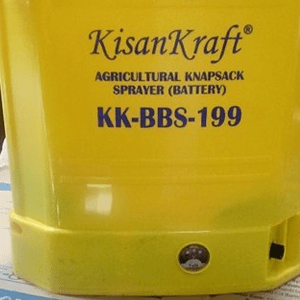 KisanKraft®
AGRICULTURAL KNAPSACK
SPRAYER (BATTERY)
KK-BBS-199